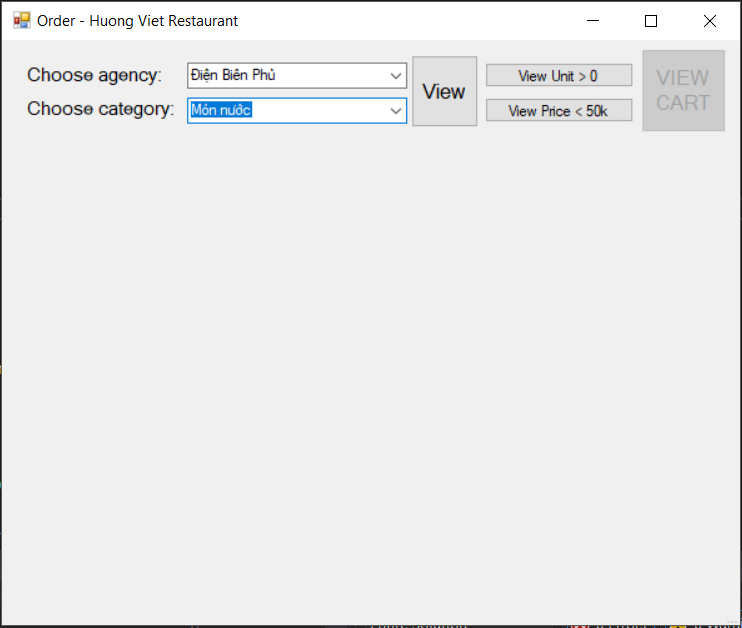 Order - Huong Viet Restaurant
Choose agency:
Điện Biên Phủ
Choose category:
Món nước
View
View Unit > 0
View Price < 50k
VIEW
CART